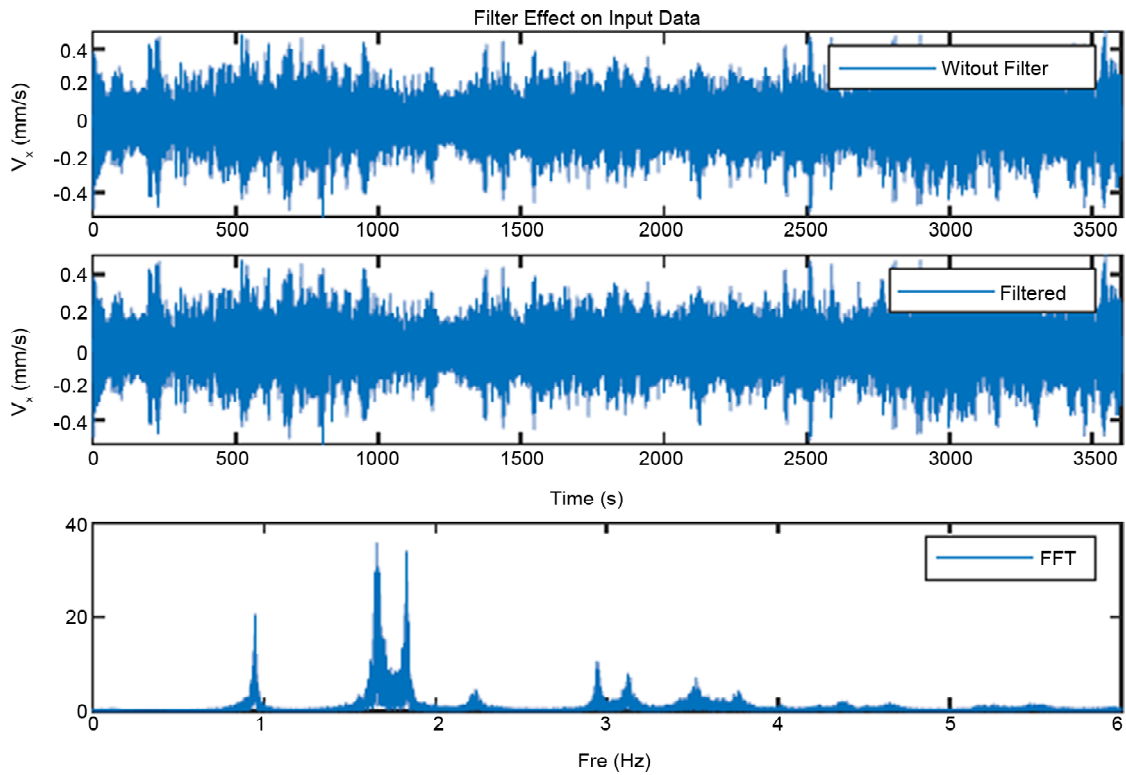 Filter Effect on Input Data
0.4
0.2
0
-0.2
-0.4
V_x (mm/s)
Witout Filter
0 500 1000 1500 2000 2500 3000 3500
0.4
0.2
0
-0.2
-0.4
V_x (mm/s)
Filtered
0 500 1000 1500 2000 2500 3000 3500
Time (s)
40
20
0
FFT
0 1 2 3 4 5 6
Fre (Hz)